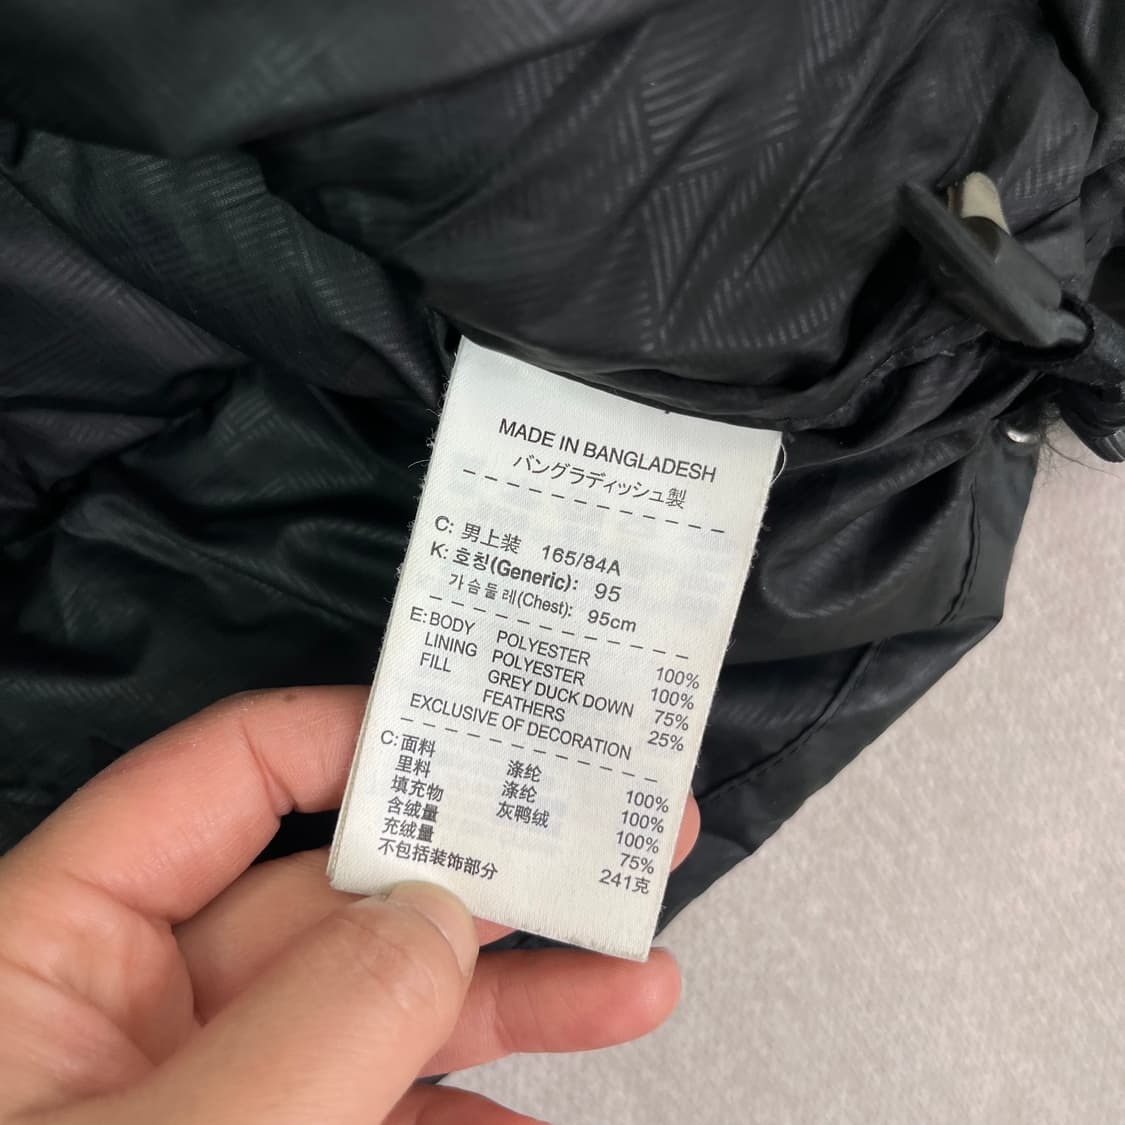 MADE IN BANGLADESH
バングラディッシュ製
C: 男上装 165/84A
K: 호칭(Generic): 95
가슴둘레(Chest): 95cm
E: BODY POLYESTER 100%
LINING POLYESTER 100%
FILL GREY DUCK DOWN 75%
FEATHERS 25%
EXCLUSIVE OF DECORATION
C: 面料 涤纶 100%
里料 涤纶 100%
填充物 灰鸭绒 100%
含绒量 75%
充绒量 241克
不包括装饰部分